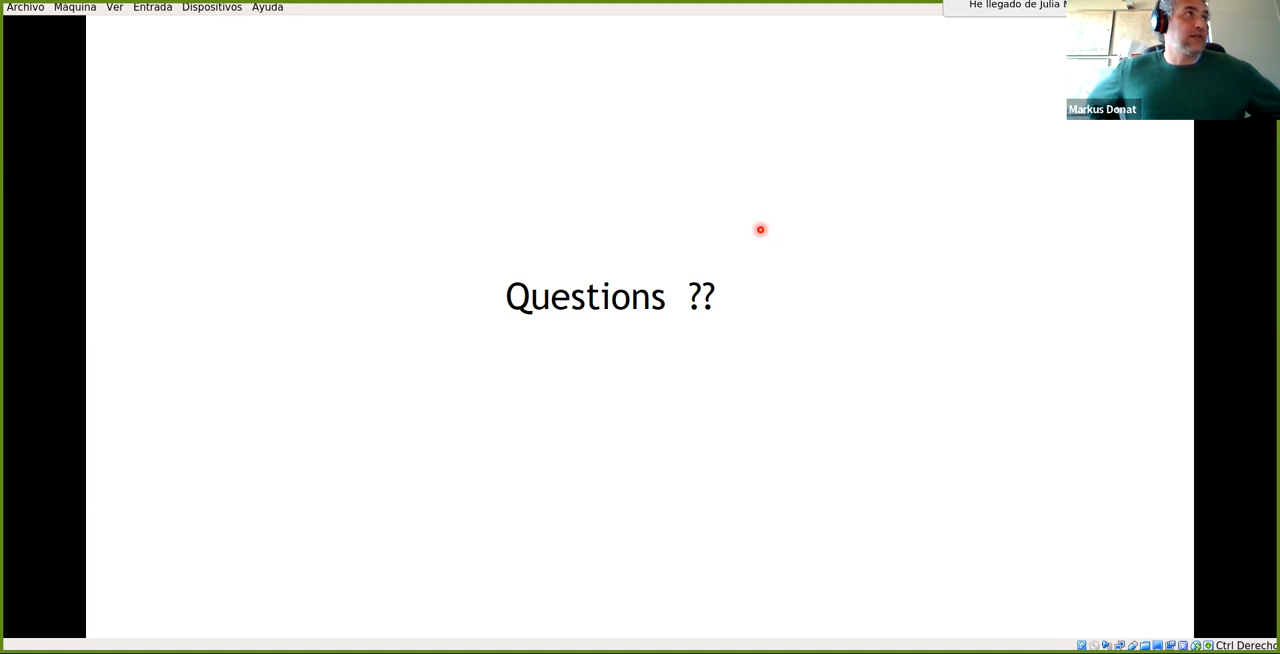 Archivo Máquina Ver Entrada Dispositivos Ayuda
He llegado de Julia
Markus Donat
Questions ??
Ctrl Derecho